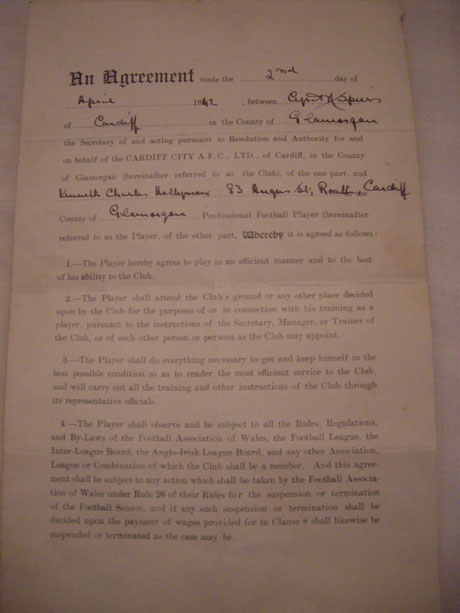 An Agreement made the 2nd day of
April 1942, between Cyril Spiers
of Cardiff in the County of Glamorgan
the Secretary of and acting pursuant to Resolution and Authority for and
on behalf of the CARDIFF CITY A.F.C., LTD., of Cardiff, in the County
of Glamorgan (hereinafter referred to as the Club), of the one part, and
Kenneth Charles Hollyman 83 Angus St, Roath, Cardiff
County of Glamorgan, Professional Football Player (hereinafter
referred to as the Player, of the other part, Whereby it is agreed as follows:
1.—The Player hereby agrees to play in an efficient manner and to the best
of his ability to the Club.
2.—The Player shall attend the Club's ground or any other place decided
upon by the Club for the purposes of or in connection with his training as a
player, pursuant to the instructions of the Secretary, Manager, or Trainer of
the Club, or of such other person or persons as the Club may appoint.
3.—The Player shall do everything necessary to get and keep himself in the
best possible condition so as to render the most efficient service to the Club,
and will carry out all the training and other instructions of the Club through
its representative officials.
4.—The Player shall observe and be subject to all the Rules, Regulations,
and By-Laws of the Football Association of Wales, the Football League, the
Inter-League Board, the Anglo-Irish League Board, and any other Association,
League or Combination of which the Club shall be a member. And this agree-
ment shall be subject to any action which shall be taken by the Football Associa-
tion of Wales under Rule 26 of their Rules for the suspension or termination
of the Football Season, and if any such suspension or termination shall be
decided upon the payment of wages provided for in Clause 8 shall likewise be
suspended or terminated as the case may be.